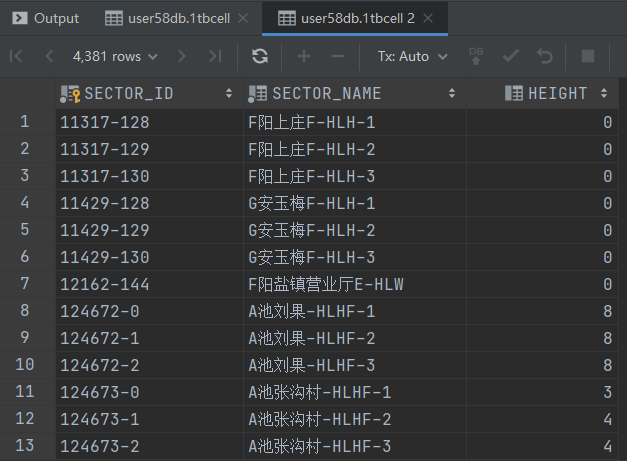 Output user58db.1tbcell user58db.1tbcell 2
4,381 rows Tx: Auto DB
SECTOR_ID SECTOR_NAME HEIGHT
1 11317-128 F阳上庄F-HLH-1 0
2 11317-129 F阳上庄F-HLH-2 0
3 11317-130 F阳上庄F-HLH-3 0
4 11429-128 G安玉梅F-HLH-1 0
5 11429-129 G安玉梅F-HLH-2 0
6 11429-130 G安玉梅F-HLH-3 0
7 12162-144 F阳盐镇营业厅E-HLW 0
8 124672-0 A池刘果-HLHF-1 8
9 124672-1 A池刘果-HLHF-2 8
10 124672-2 A池刘果-HLHF-3 8
11 124673-0 A池张沟村-HLHF-1 3
12 124673-1 A池张沟村-HLHF-2 4
13 124673-2 A池张沟村-HLHF-3 4